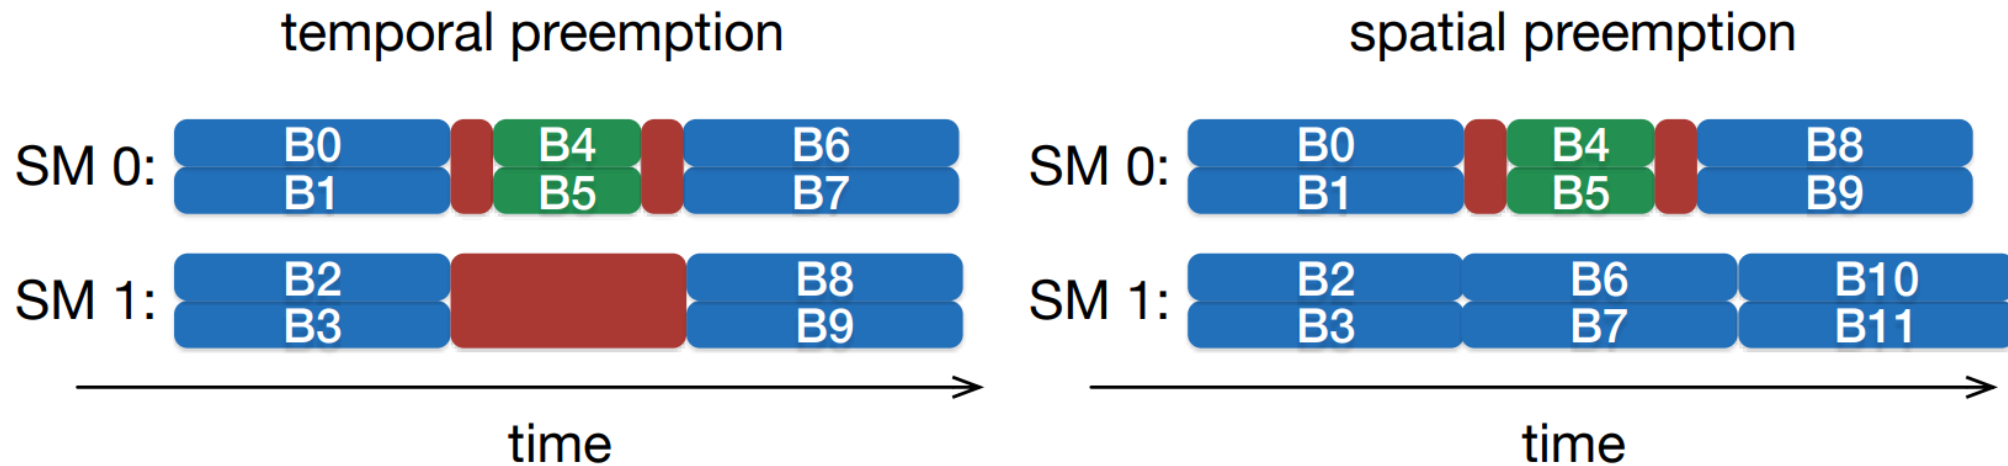 temporal preemption
SM 0:
B0
B4
B6
B1
B5
B7
SM 1:
B2
B8
B3
B9
time
spatial preemption
SM 0:
B0
B4
B8
B1
B5
B9
SM 1:
B2
B6
B10
B3
B7
B11
time